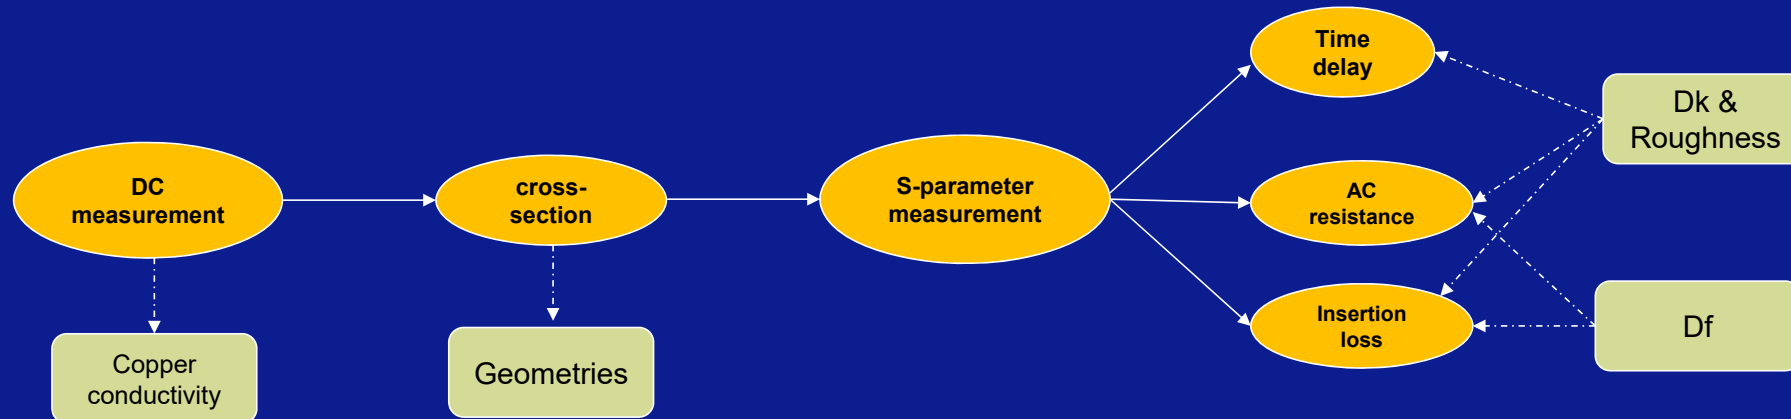 DC
measurement
Copper
conductivity
cross-
section
Geometries
S-parameter
measurement
Time
delay
AC
resistance
Insertion
loss
Dk &
Roughness
Df